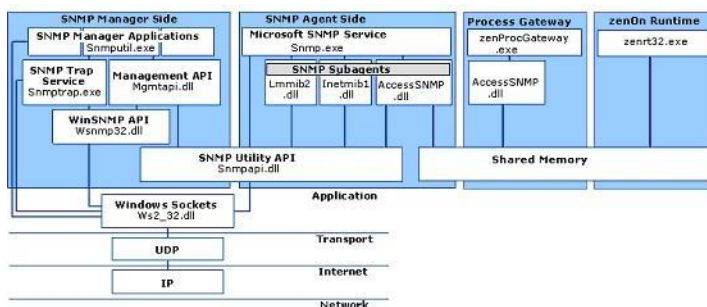 SNMP Manager Side
SNMP Manager Applications
Snmputil.exe
SNMP Trap
Service
Snmptrap.exe
Management API
Mgmtapi.dll
WinSNMP API
Wsnmp32.dll
SNMP Agent Side
Microsoft SNMP Service
Snmp.exe
SNMP Subagents
Lmmib2
.dll
Inetmib1
.dll
AccessSNMP
.dll
Process Gateway
zenProcGateway
.exe
AccessSNMP
.dll
zenOn Runtime
zenrt32.exe
SNMP Utility API
Snmpapi.dll
Shared Memory
Application
Windows Sockets
Ws2_32.dll
Transport
UDP
Internet
IP
Network